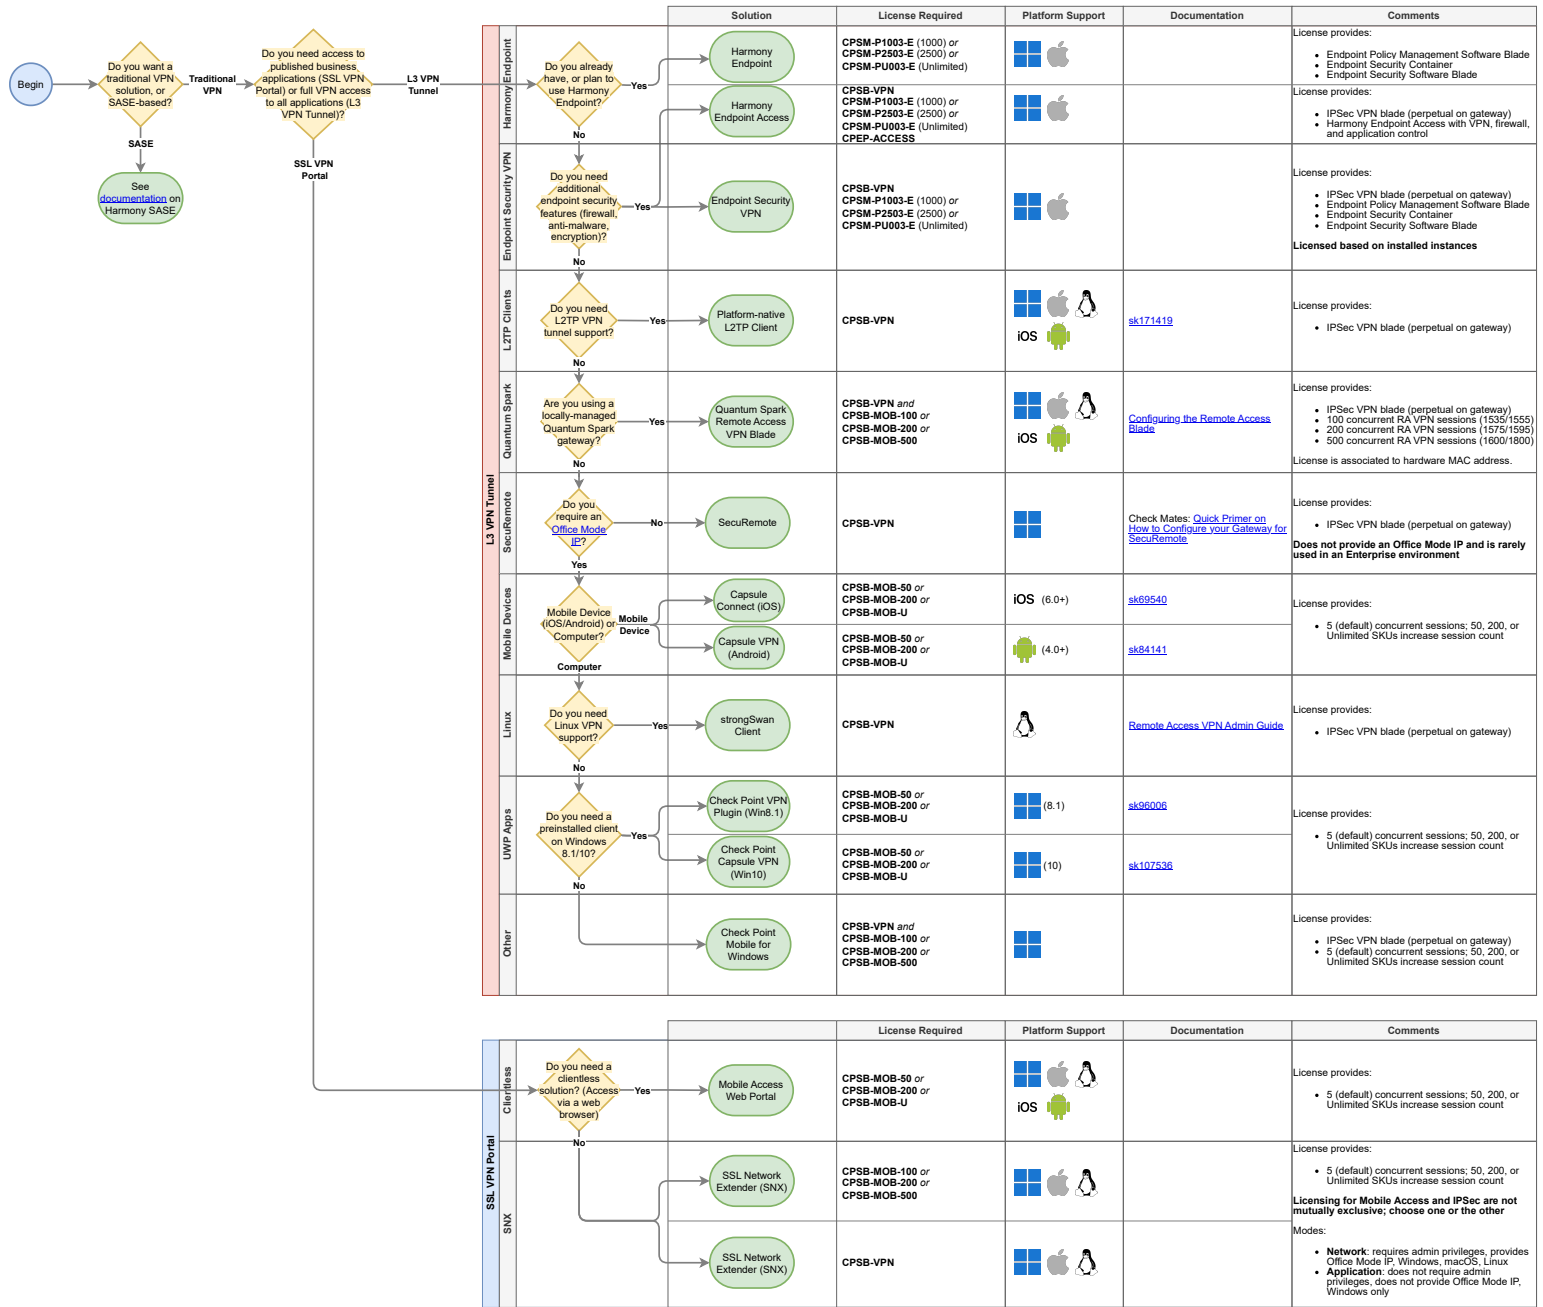 Solution
License Required
Platform Support
Documentation
Comments
Begin
Do you want a
traditional VPN
solution, or
SASE-based?
Traditional
VPN
SASE
See
documentation on
Harmony SASE
Do you need access to
published business
applications (SSL VPN
Portal) or full VPN access
to all applications (L3
VPN Tunnel)?
L3 VPN
Tunnel
SSL VPN
Portal
L3 VPN Tunnel
Harmony Endpoint
Do you already
have, or plan to
use Harmony
Endpoint?
Yes
No
Harmony
Endpoint
CPSM-P1003-E (1000) or
CPSM-P2503-E (2500) or
CPSM-PU003-E (Unlimited)
License provides:
• Endpoint Policy Management Software Blade
• Endpoint Security Container
• Endpoint Security Software Blade
Harmony
Endpoint Access
CPSB-VPN
CPSM-P1003-E (1000) or
CPSM-P2503-E (2500) or
CPSM-PU003-E (Unlimited)
CPEP-ACCESS
License provides:
• IPSec VPN blade (perpetual on gateway)
• Harmony Endpoint Access with VPN, firewall,
and application control
Endpoint Security VPN
Do you need
additional
endpoint security
features (firewall,
anti-malware,
encryption)?
Yes
No
Endpoint Security
VPN
CPSB-VPN
CPSM-P1003-E (1000) or
CPSM-P2503-E (2500) or
CPSM-PU003-E (Unlimited)
License provides:
• IPSec VPN blade (perpetual on gateway)
• Endpoint Policy Management Software Blade
• Endpoint Security Container
• Endpoint Security Software Blade
Licensed based on installed instances
L2TP Clients
Do you need
L2TP VPN
tunnel support?
Yes
No
Platform-native
L2TP Client
CPSB-VPN
iOS
sk171419
License provides:
• IPSec VPN blade (perpetual on gateway)
Quantum Spark
Are you using a
locally-managed
Quantum Spark
gateway?
Yes
No
Quantum Spark
Remote Access
VPN Blade
CPSB-VPN and
CPSB-MOB-100 or
CPSB-MOB-200 or
CPSB-MOB-500
iOS
Configuring the Remote Access
Blade
License provides:
• IPSec VPN blade (perpetual on gateway)
• 100 concurrent RA VPN sessions (1535/1555)
• 200 concurrent RA VPN sessions (1575/1595)
• 500 concurrent RA VPN sessions (1600/1800)
License is associated to hardware MAC address.
SecuRemote
Do you
require an
Office Mode
IP?
No
Yes
SecuRemote
CPSB-VPN
Check Mates: Quick Primer on
How to Configure your Gateway for
SecuRemote
License provides:
• IPSec VPN blade (perpetual on gateway)
Does not provide an Office Mode IP and is rarely
used in an Enterprise environment
Mobile Devices
Mobile Device
(iOS/Android) or
Computer?
Mobile
Device
Computer
Capsule
Connect (iOS)
CPSB-MOB-50 or
CPSB-MOB-200 or
CPSB-MOB-U
iOS (6.0+)
sk69540
License provides:
• 5 (default) concurrent sessions; 50, 200, or
Unlimited SKUs increase session count
Capsule VPN
(Android)
CPSB-MOB-50 or
CPSB-MOB-200 or
CPSB-MOB-U
(4.0+)
sk84141
Linux
Do you need
Linux VPN
support?
Yes
No
strongSwan
Client
CPSB-VPN
Remote Access VPN Admin Guide
License provides:
• IPSec VPN blade (perpetual on gateway)
UWP Apps
Do you need a
preinstalled client
on Windows
8.1/10?
Yes
No
Check Point VPN
Plugin (Win8.1)
CPSB-MOB-50 or
CPSB-MOB-200 or
CPSB-MOB-U
(8.1)
sk96006
License provides:
• 5 (default) concurrent sessions; 50, 200, or
Unlimited SKUs increase session count
Check Point
Capsule VPN
(Win10)
CPSB-MOB-50 or
CPSB-MOB-200 or
CPSB-MOB-U
(10)
sk107536
Other
Check Point
Mobile for
Windows
CPSB-VPN and
CPSB-MOB-100 or
CPSB-MOB-200 or
CPSB-MOB-500
License provides:
• IPSec VPN blade (perpetual on gateway)
• 5 (default) concurrent sessions; 50, 200, or
Unlimited SKUs increase session count
License Required
Platform Support
Documentation
Comments
SSL VPN Portal
Clientless
Do you need a
clientless
solution? (Access
via a web
browser)
Yes
No
Mobile Access
Web Portal
CPSB-MOB-50 or
CPSB-MOB-200 or
CPSB-MOB-U
iOS
License provides:
• 5 (default) concurrent sessions; 50, 200, or
Unlimited SKUs increase session count
SNX
SSL Network
Extender (SNX)
CPSB-MOB-100 or
CPSB-MOB-200 or
CPSB-MOB-500
License provides:
• 5 (default) concurrent sessions; 50, 200, or
Unlimited SKUs increase session count
Licensing for Mobile Access and IPSec are not
mutually exclusive; choose one or the other
Modes:
• Network: requires admin privileges, provides
Office Mode IP, Windows, macOS, Linux
• Application: does not require admin
privileges, does not provide Office Mode IP,
Windows only
SSL Network
Extender (SNX)
CPSB-VPN